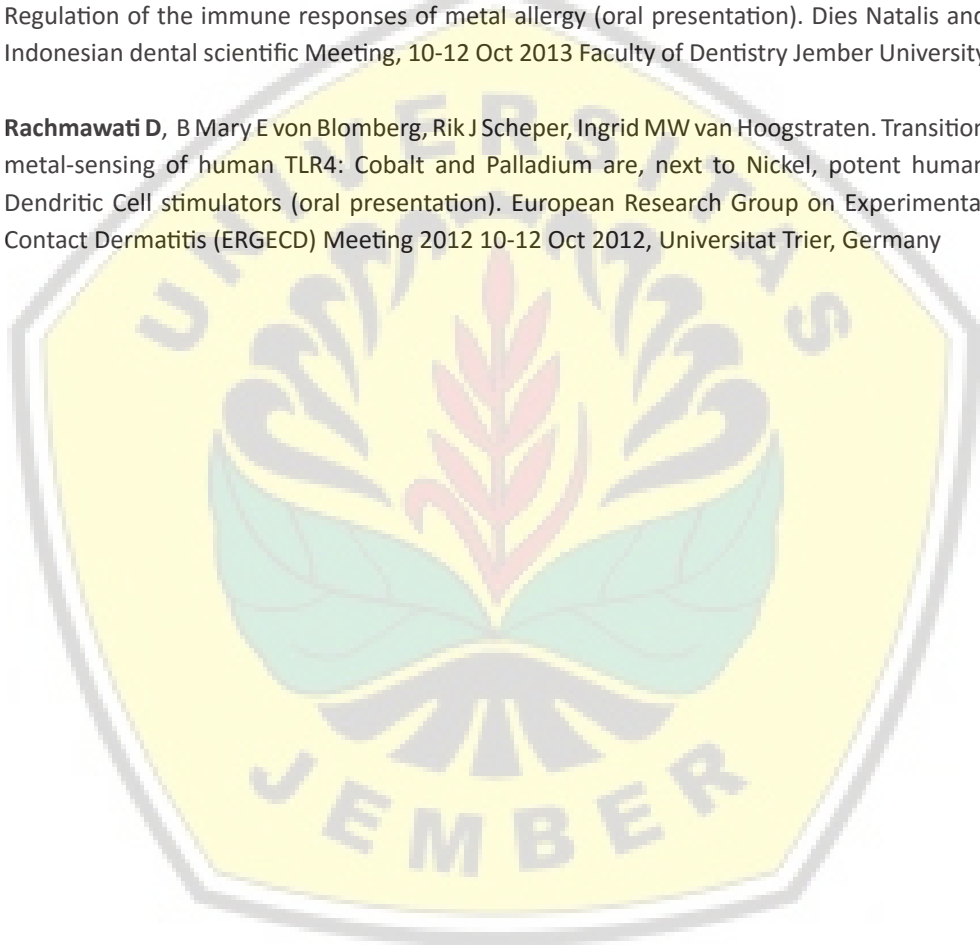 Regulation of the immune responses of metal allergy (oral presentation). Dies Natalis and
Indonesian dental scientific Meeting, 10-12 Oct 2013 Faculty of Dentistry Jember University
Rachmawati D, B Mary E von Blomberg, Rik J Scheper, Ingrid MW van Hoogstraten. Transition
metal-sensing of human TLR4: Cobalt and Palladium are, next to Nickel, potent human
Dendritic Cell stimulators (oral presentation). European Research Group on Experimental
Contact Dermatitis (ERGECD) Meeting 2012 10-12 Oct 2012, Universitat Trier, Germany
UNIVERSITAS
JEMBER